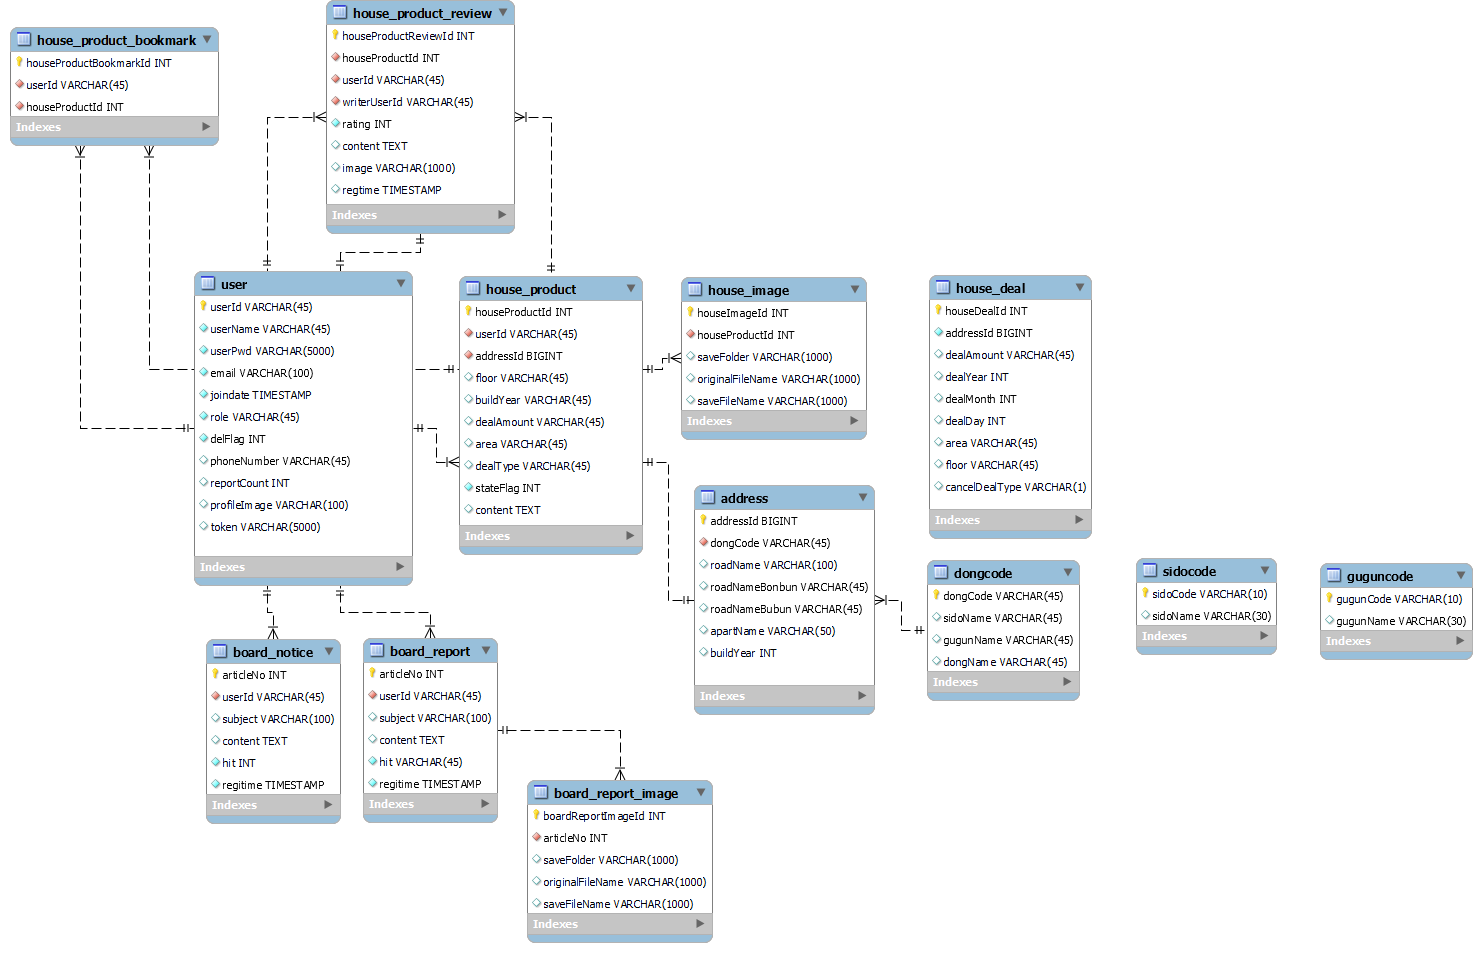 house_product_bookmark
houseProductBookmarkId INT
userId VARCHAR(45)
houseProductId INT
Indexes
house_product_review
houseProductReviewId INT
houseProductId INT
userId VARCHAR(45)
writerUserId VARCHAR(45)
rating INT
content TEXT
image VARCHAR(1000)
regtime TIMESTAMP
Indexes
user
userId VARCHAR(45)
userName VARCHAR(45)
userPwd VARCHAR(5000)
email VARCHAR(100)
joindate TIMESTAMP
role VARCHAR(45)
delFlag INT
phoneNumber VARCHAR(45)
reportCount INT
profileImage VARCHAR(100)
token VARCHAR(5000)
Indexes
house_product
houseProductId INT
userId VARCHAR(45)
addressId BIGINT
floor VARCHAR(45)
buildYear VARCHAR(45)
dealAmount VARCHAR(45)
area VARCHAR(45)
dealType VARCHAR(45)
stateFlag INT
content TEXT
Indexes
house_image
houseImageId INT
houseProductId INT
saveFolder VARCHAR(1000)
originalFileName VARCHAR(1000)
saveFileName VARCHAR(1000)
Indexes
house_deal
houseDealId INT
addressId BIGINT
dealAmount VARCHAR(45)
dealYear INT
dealMonth INT
dealDay INT
area VARCHAR(45)
floor VARCHAR(45)
cancelDealType VARCHAR(1)
Indexes
address
addressId BIGINT
dongCode VARCHAR(45)
roadName VARCHAR(100)
roadNameBonbun VARCHAR(45)
roadNameBubun VARCHAR(45)
apartName VARCHAR(50)
buildYear INT
Indexes
dongcode
dongCode VARCHAR(45)
sidoName VARCHAR(45)
gugunName VARCHAR(45)
dongName VARCHAR(45)
Indexes
sidocode
sidoCode VARCHAR(10)
sidoName VARCHAR(30)
Indexes
guguncode
gugunCode VARCHAR(10)
gugunName VARCHAR(30)
Indexes
board_notice
articleNo INT
userId VARCHAR(45)
subject VARCHAR(100)
content TEXT
hit INT
regitime TIMESTAMP
Indexes
board_report
articleNo INT
userId VARCHAR(45)
subject VARCHAR(100)
content TEXT
hit VARCHAR(45)
regitime TIMESTAMP
Indexes
board_report_image
boardReportImageId INT
articleNo INT
saveFolder VARCHAR(1000)
originalFileName VARCHAR(1000)
saveFileName VARCHAR(1000)
Indexes